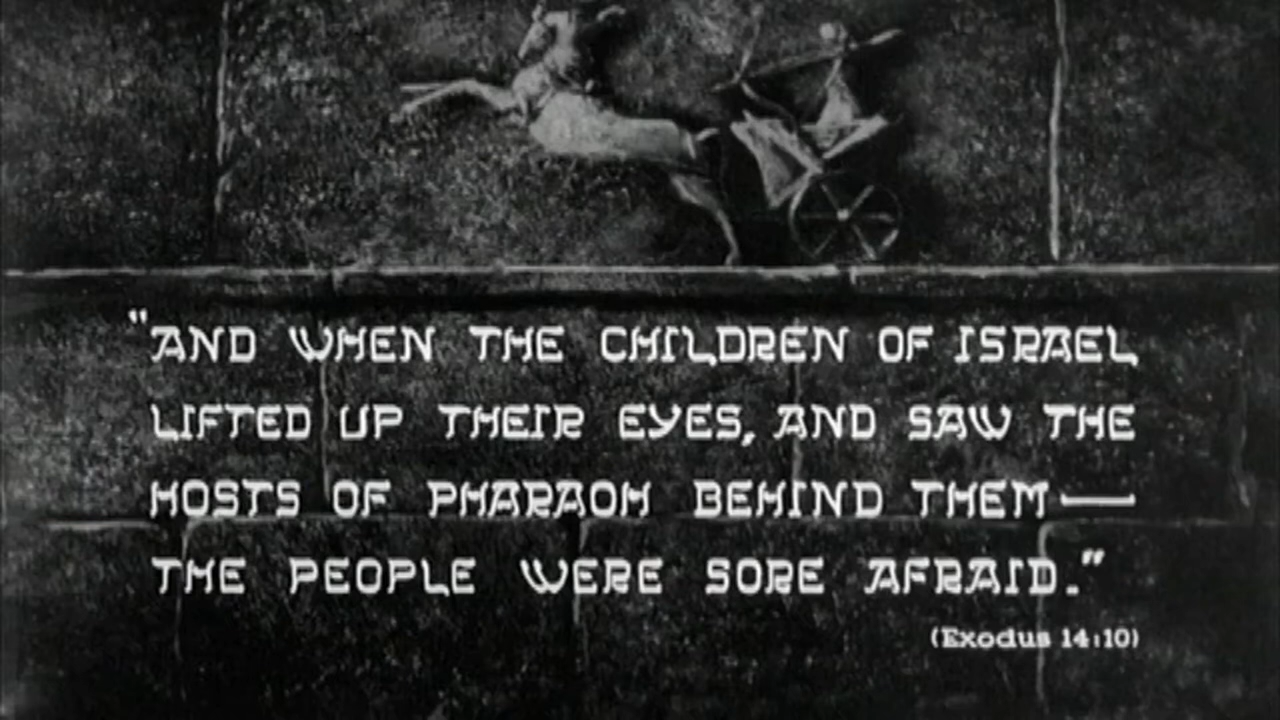 "AND WHEN THE CHILDREN OF ISRAEL
LIFTED UP THEIR EYES, AND SAW THE
HOSTS OF PHARAOH BEHIND THEM—
THE PEOPLE WERE SORE AFRAID."
(Exodus 14:10)